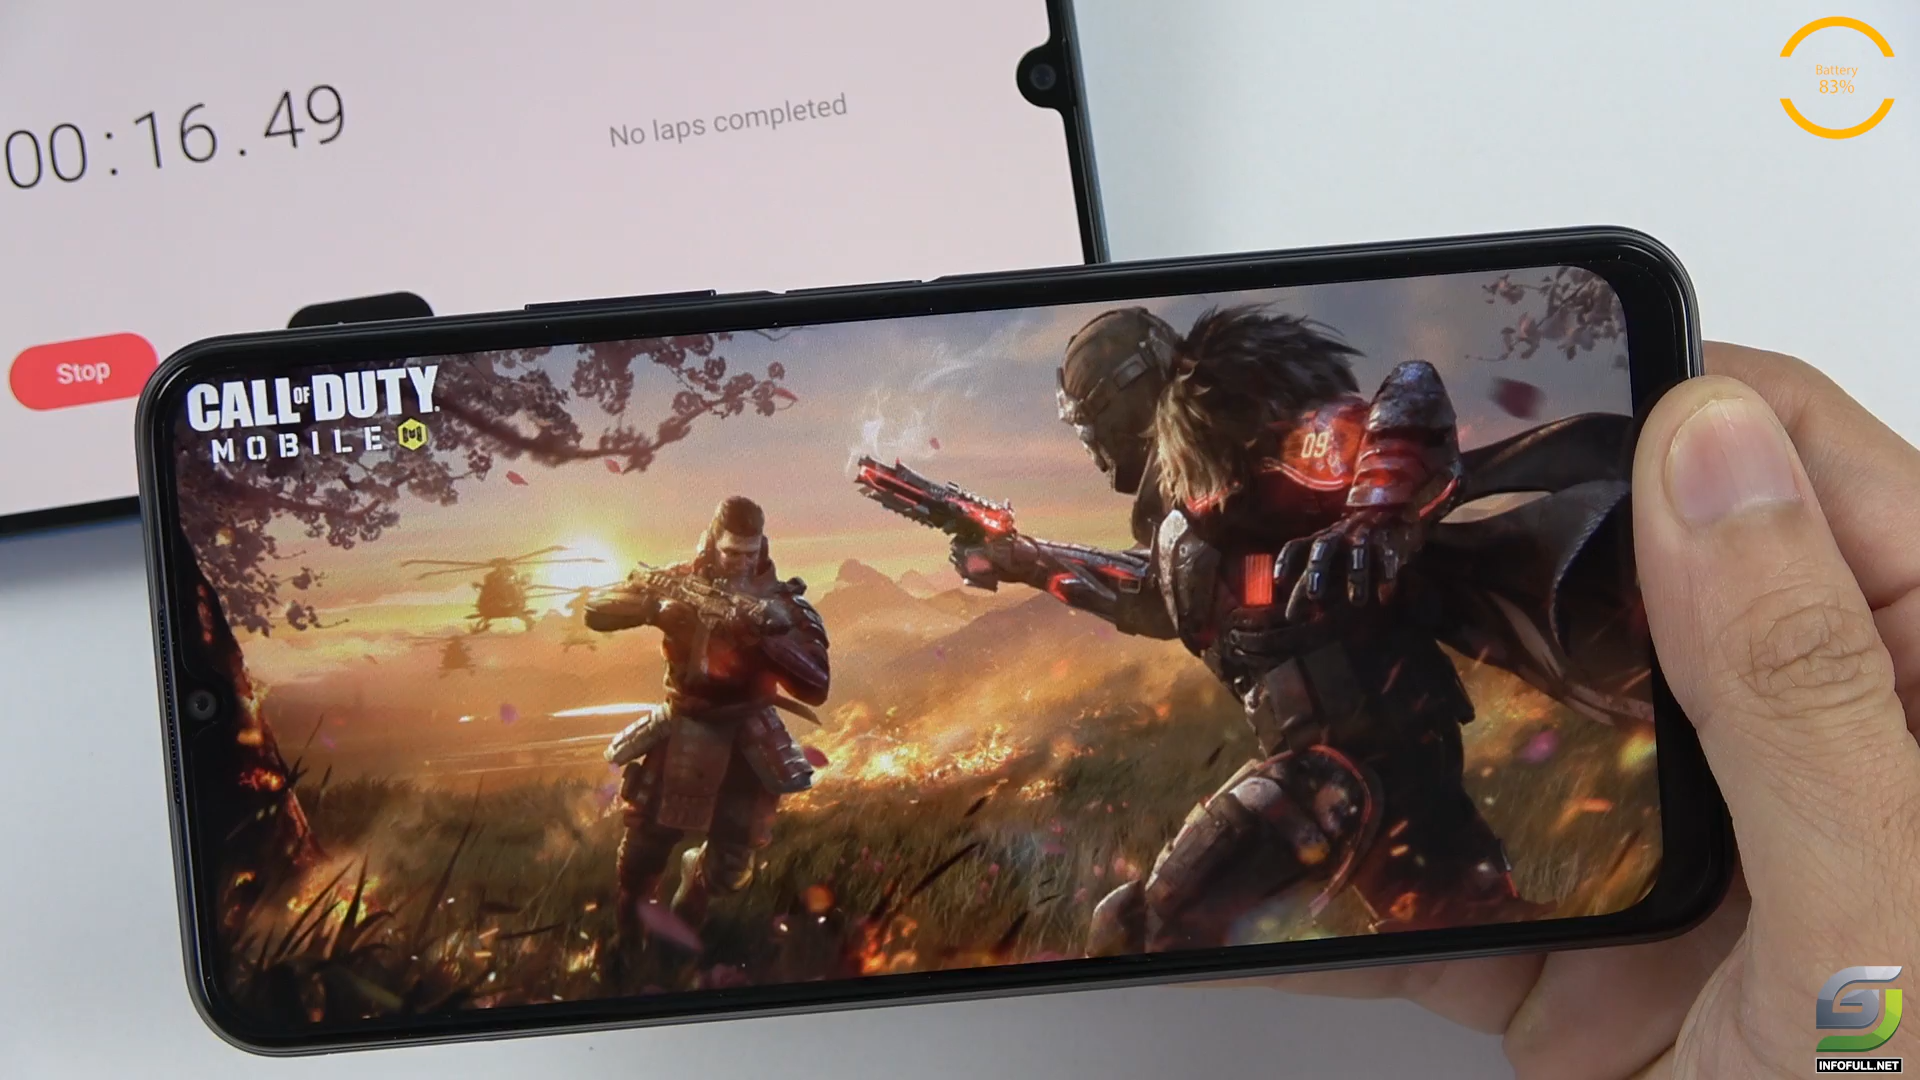 00:16.49
No laps completed
Battery
83%
Stop
CALL OF DUTY
MOBILE
09
INFOFULL.NET